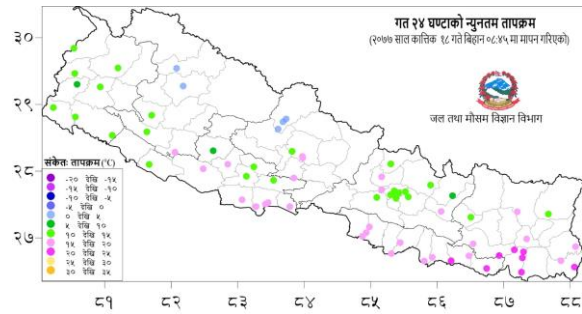 गत २४ घण्टाको न्युनतम तापक्रम
(२०७७ साल कात्तिक १८ गते बिहान ०८:४५ मा मापन गरिएको)
जल तथा मौसम विज्ञान विभाग
३०
२९
२८
२७
संकेतः तापक्रम (°C)
-२० देखि -१५
-१५ देखि -१०
-१० देखि -५
-५ देखि ०
० देखि ५
५ देखि १०
१० देखि १५
१५ देखि २०
२० देखि २५
२५ देखि ३०
३० देखि ३५
८१
८२
८३
८४
८५
८६
८७
८८